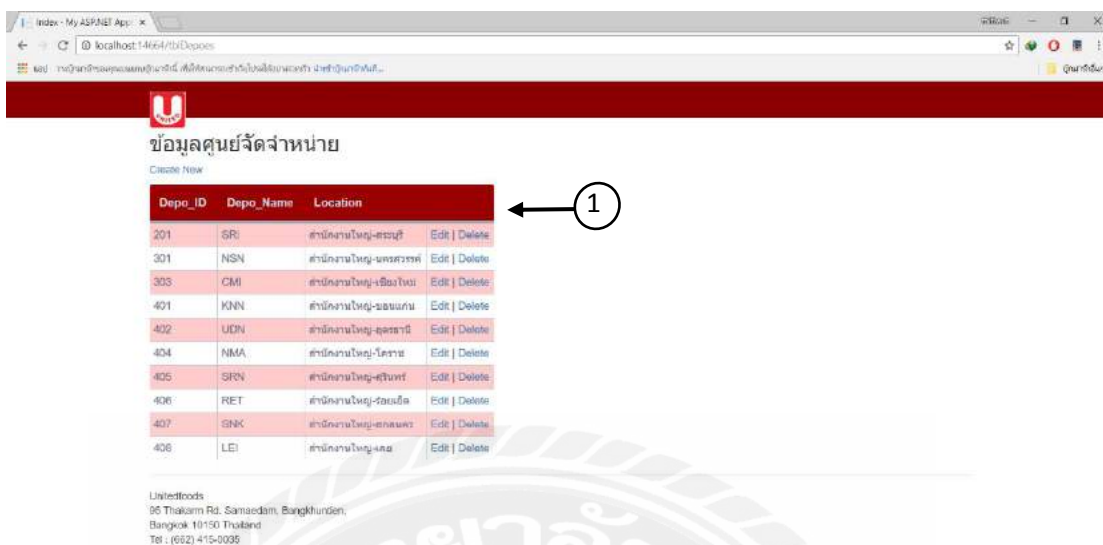 Index - My ASP.NET App
localhost:14664/tblDepoes
ข้อมูลศูนย์จัดจำหน่าย
Create New
Depo_ID Depo_Name Location
1
201 SRI สำนักงานใหญ่-สระบุรี Edit | Delete
301 NSN สำนักงานใหญ่-นครสวรรค์ Edit | Delete
303 CMI สำนักงานใหญ่-เชียงใหม่ Edit | Delete
401 KNN สำนักงานใหญ่-ขอนแก่น Edit | Delete
402 UDN สำนักงานใหญ่-อุดรธานี Edit | Delete
404 NMA สำนักงานใหญ่-โคราช Edit | Delete
405 SRN สำนักงานใหญ่-สุรินทร์ Edit | Delete
406 RET สำนักงานใหญ่-ร้อยเอ็ด Edit | Delete
407 SNK สำนักงานใหญ่-สกลนคร Edit | Delete
408 LEI สำนักงานใหญ่-เลย Edit | Delete
Unitedfoods
95 Thakarm Rd. Samaedam, Bangkhuntien,
Bangkok 10150 Thailand
Tel : (662) 415-0035